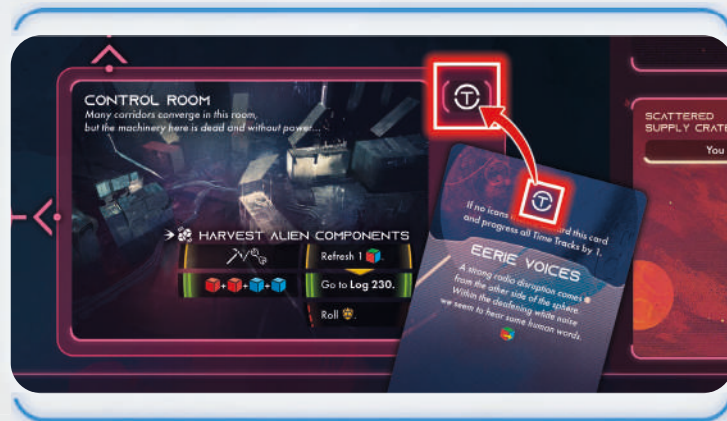 CONTROL ROOM
Many corridors converge in this room,
but the machinery here is dead and without power...
HARVEST ALIEN COMPONENTS
Refresh 1
Go to Log 230.
Roll
T
T
If no icons
this card
and progress all Time Tracks by 1.
EERIE VOICES
A strong radio disruption comes
from the other side of the sphere.
Within the deafening white noise
we seem to hear some human words.
SCATTERED
SUPPLY CRATE
You